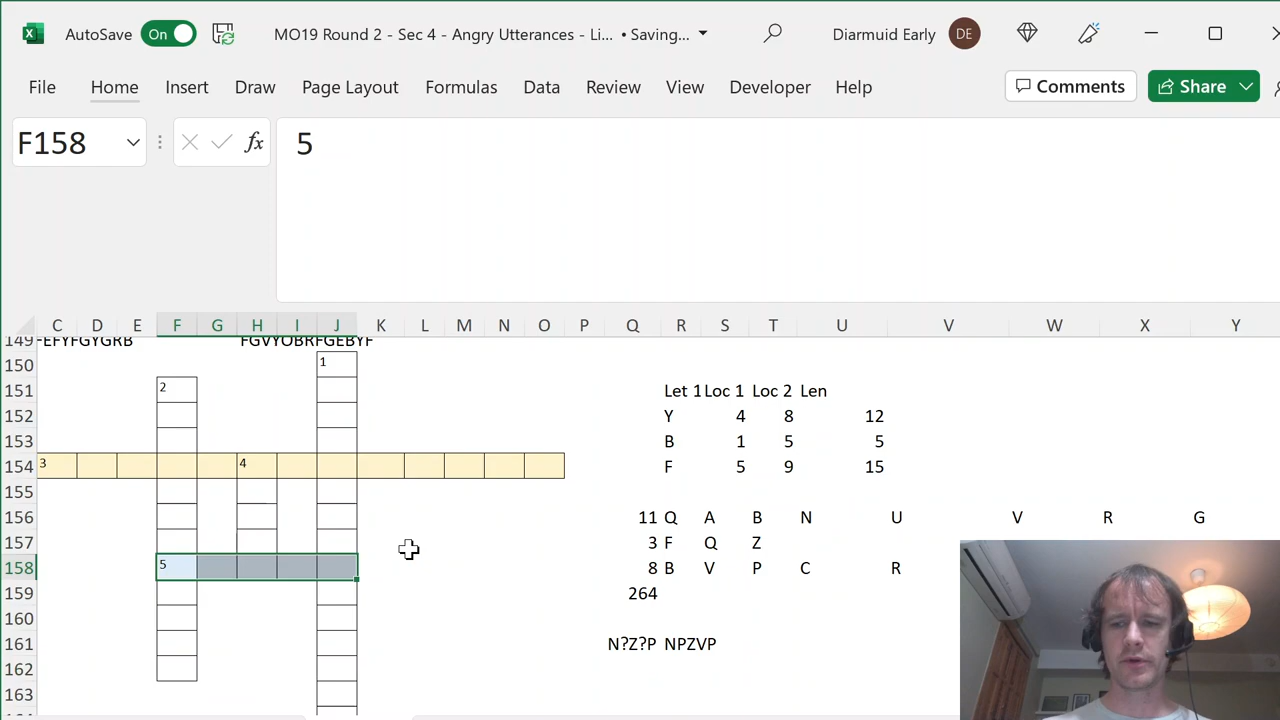 AutoSave On MO19 Round 2 - Sec 4 - Angry Utterances - Li... • Saving... Diarmuid Early DE
File Home Insert Draw Page Layout Formulas Data Review View Developer Help Comments Share
F158 fx 5
C D E F G H I J K L M N O P Q R S T U V W X Y
149 FEFYFGYGRB FGVYOBRFGEBYF
150 1
151 2 Let 1 Loc 1 Loc 2 Len
152 Y 4 8 12
153 B 1 5 5
154 3 4 F 5 9 15
155
156 11 Q A B N U V R G
157 3 F Q Z
158 5 8 B V P C R
159 264
160
161 N?Z?P NPZVP
162
163